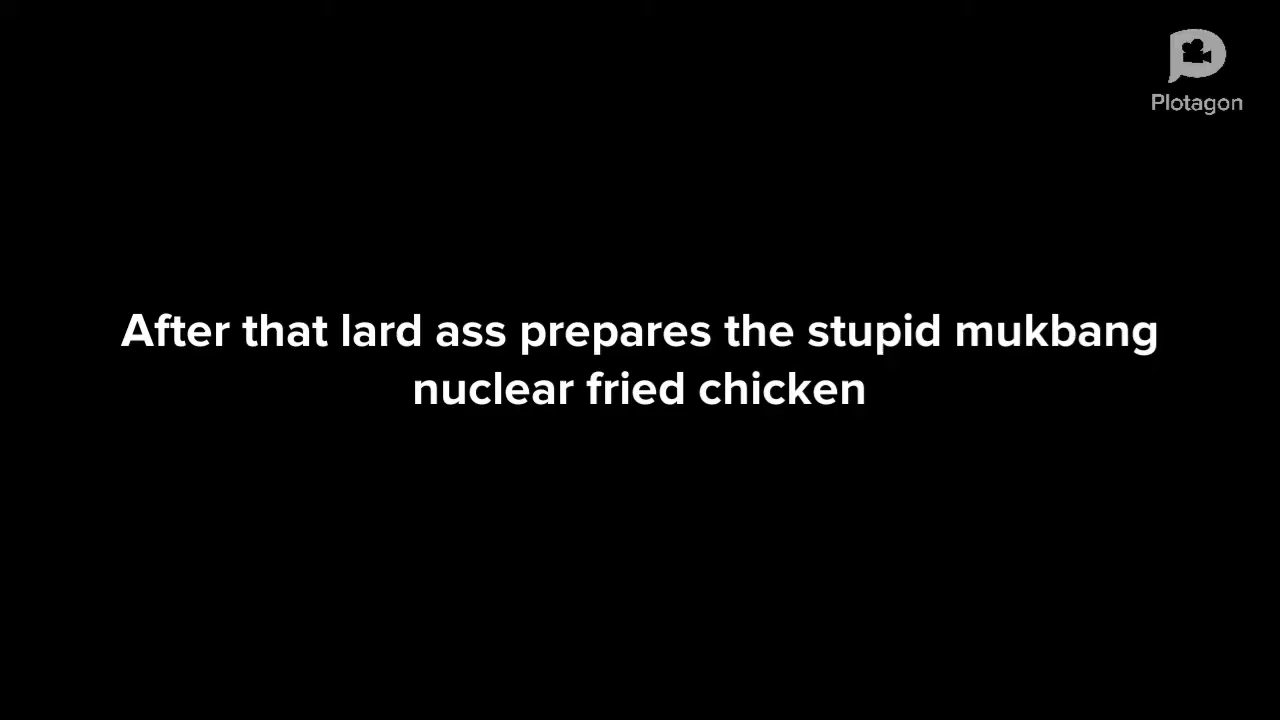 Plotagon
After that lard ass prepares the stupid mukbang
nuclear fried chicken